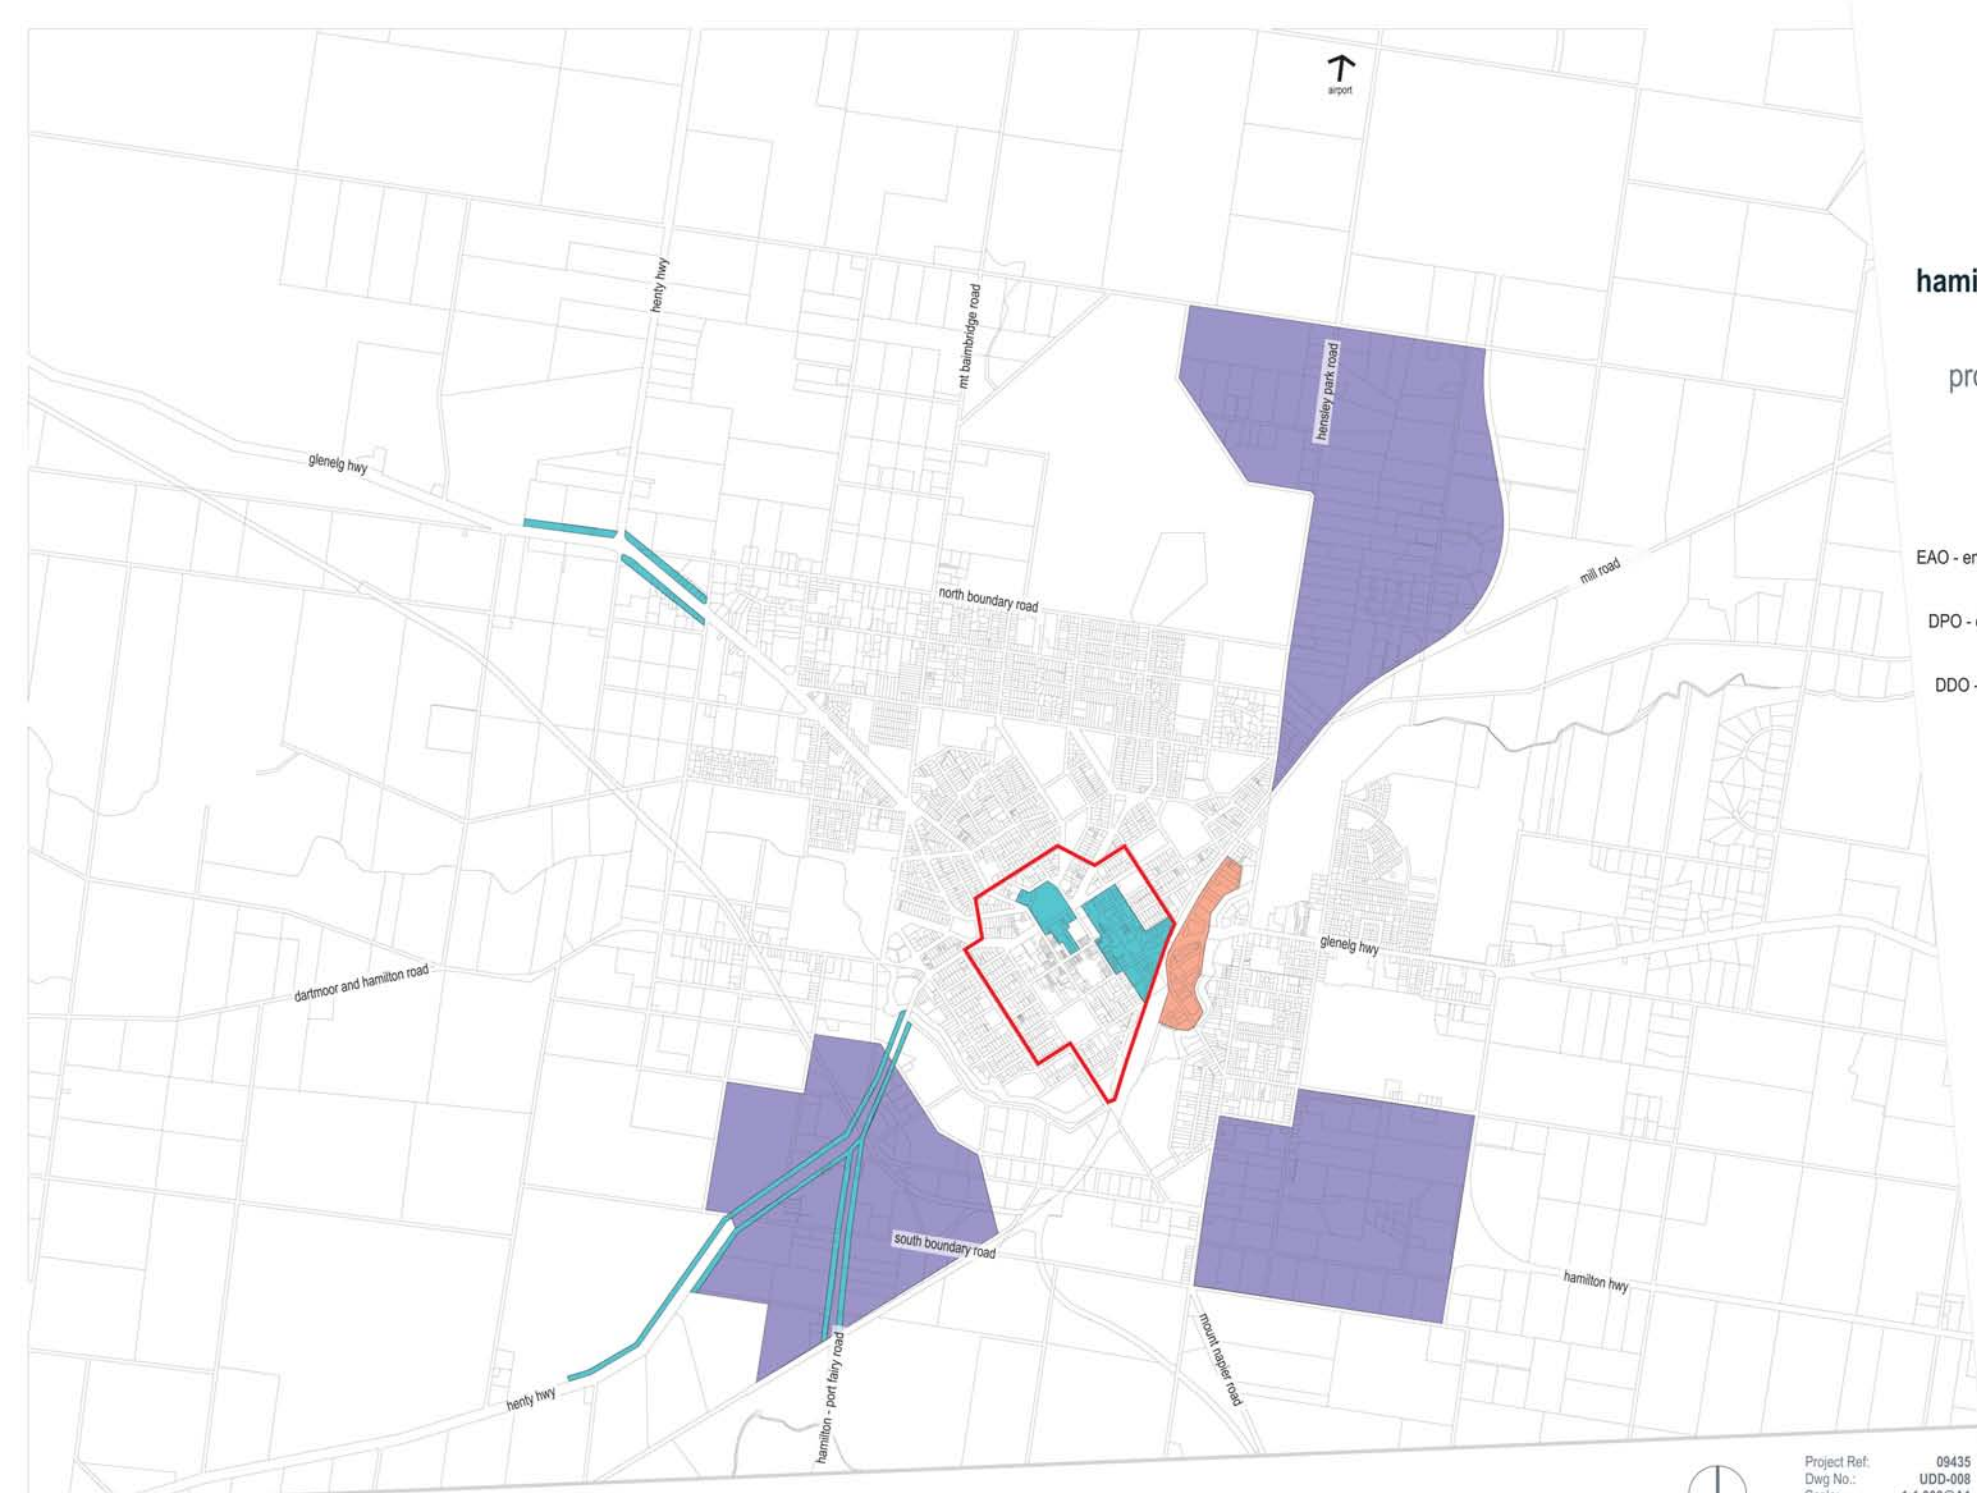 airport
henty hwy
mt baimbridge road
hami
hensley park road
pro
glenelg hwy
EAO - en
mill road
north boundary road
DPO -
DDO -
glenelg hwy
dartmoor and hamilton road
south boundary road
hamilton hwy
mount napier road
henty hwy
hamilton - port fairy road
Project Ref: 09435
Dwg No.: UDD-008